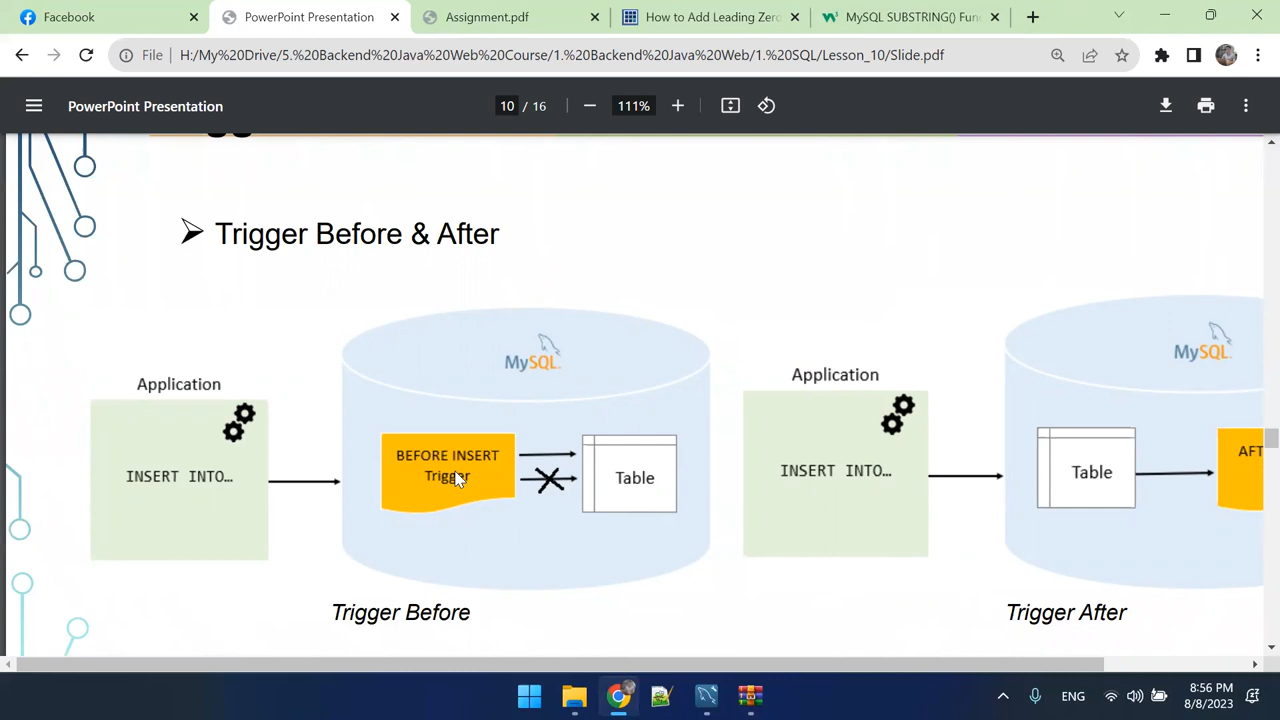 Facebook
PowerPoint Presentation
Assignment.pdf
How to Add Leading Zero
MySQL SUBSTRING() Fun
File
H:/My%20Drive/5.%20Backend%20Java%20Web%20Course/1.%20Backend%20Java%20Web/1.%20SQL/Lesson_10/Slide.pdf
PowerPoint Presentation
10 / 16
111%
Trigger Before & After
MySQL
MySQL
Application
Application
BEFORE INSERT
Trigger
INSERT INTO...
Table
INSERT INTO...
Table
AFT
Trigger Before
Trigger After
ENG
8:56 PM
8/8/2023